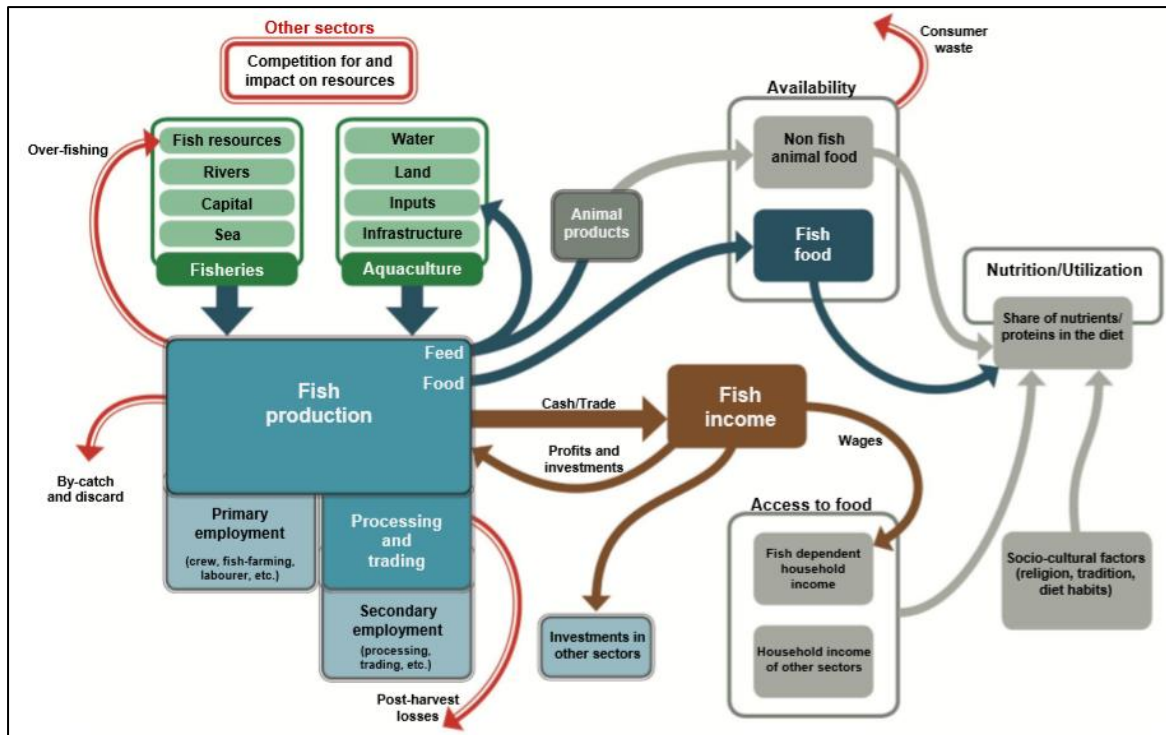 Other sectors
Competition for and
impact on resources
Consumer
waste
Over-fishing
Fish resources
Rivers
Capital
Sea
Fisheries
Water
Land
Inputs
Infrastructure
Aquaculture
Animal
products
Availability
Non fish
animal food
Fish
food
Nutrition/Utilization
Share of nutrients/
proteins in the diet
Feed
Food
Fish
production
Cash/Trade
Fish
income
Profits and
investments
Wages
By-catch
and discard
Primary
employment
(crew, fish-farming,
labourer, etc.)
Processing
and
trading
Secondary
employment
(processing,
trading, etc.)
Post-harvest
losses
Investments in
other sectors
Access to food
Fish dependent
household
income
Household income
of other sectors
Socio-cultural factors
(religion, tradition,
diet habits)